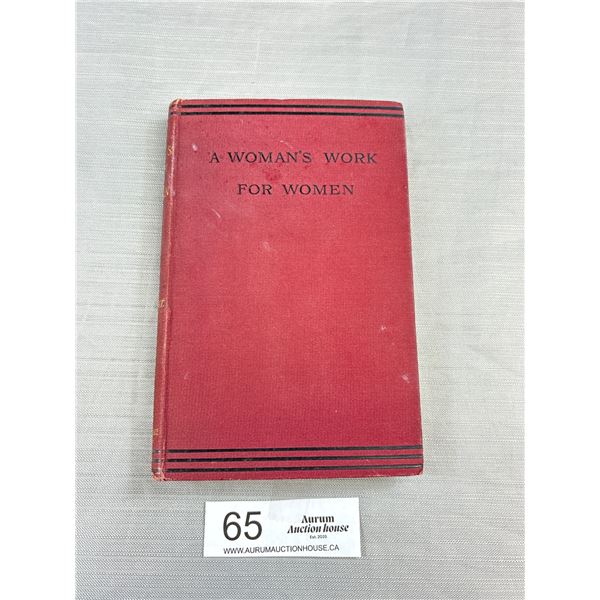 A WOMAN'S WORK
FOR WOMEN
65
Aurum
Auction house
Est. 2020
WWW.AURUMAUCTIONHOUSE.CA